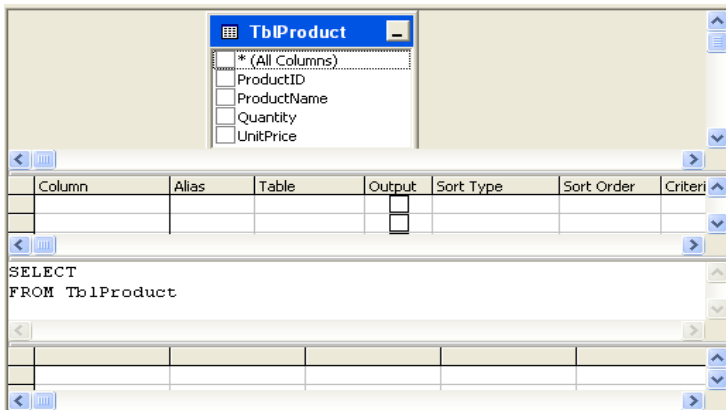 TblProduct
* (All Columns)
ProductID
ProductName
Quantity
UnitPrice
Column Alias Table Output Sort Type Sort Order Criteri
SELECT
FROM TblProduct